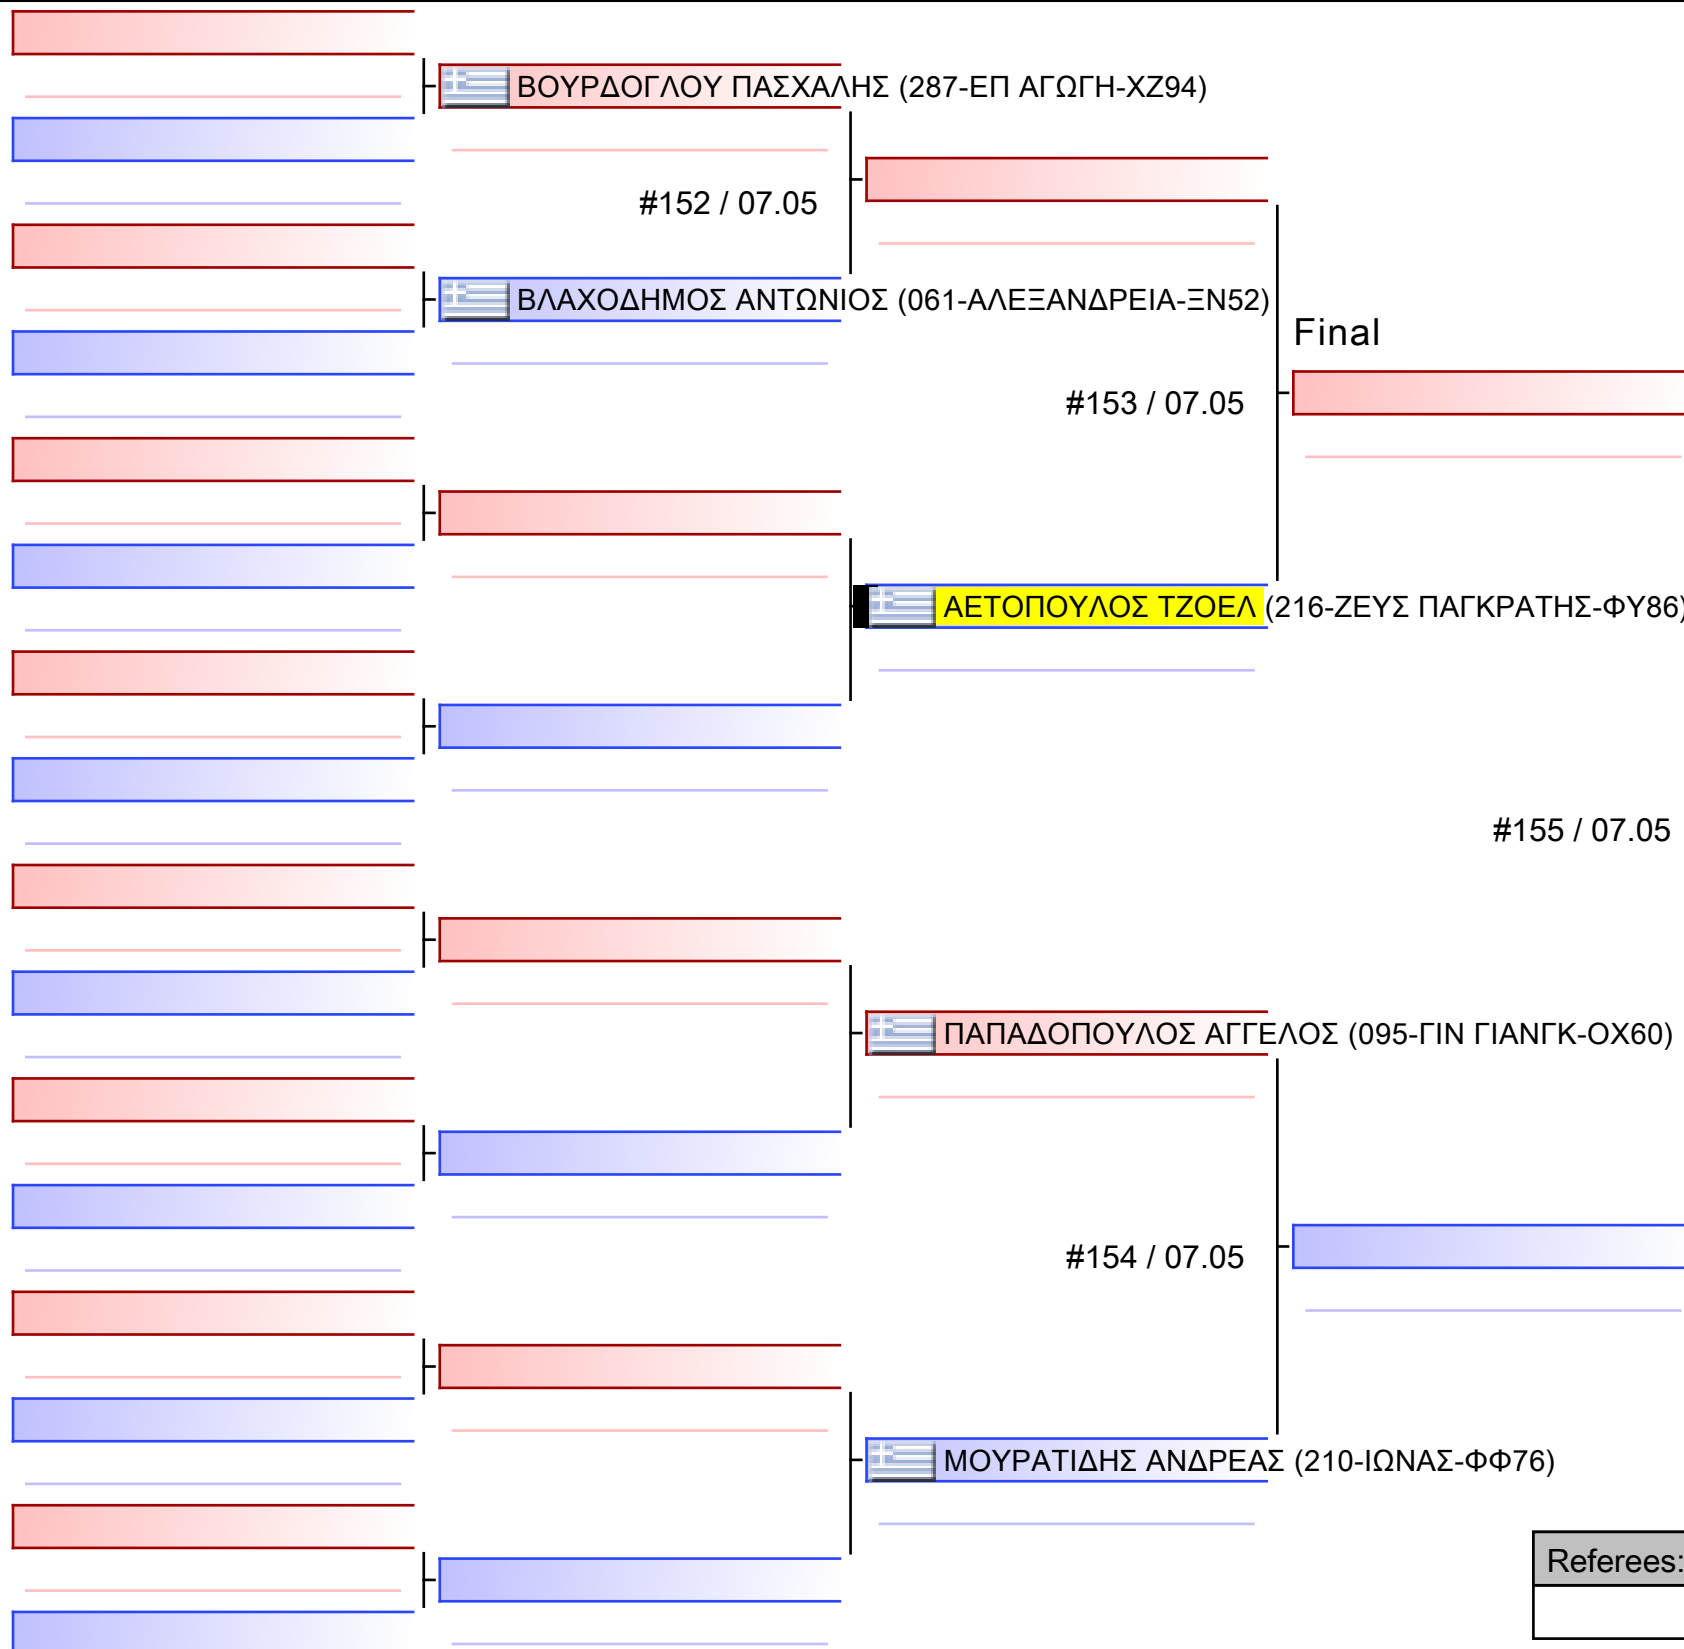 ΒΟΥΡΔΟΓΛΟΥ ΠΑΣΧΑΛΗΣ (287-ΕΠ ΑΓΩΓΗ-ΧΖ94)
#152 / 07.05
ΒΛΑΧΟΔΗΜΟΣ ΑΝΤΩΝΙΟΣ (061-ΑΛΕΞΑΝΔΡΕΙΑ-ΞΝ52)
Final
#153 / 07.05
ΑΕΤΟΠΟΥΛΟΣ ΤΖΟΕΛ (216-ΖΕΥΣ ΠΑΓΚΡΑΤΗΣ-ΦΥ86)
#155 / 07.05
ΠΑΠΑΔΟΠΟΥΛΟΣ ΑΓΓΕΛΟΣ (095-ΓΙΝ ΓΙΑΝΓΚ-ΟΧ60)
#154 / 07.05
ΜΟΥΡΑΤΙΔΗΣ ΑΝΔΡΕΑΣ (210-ΙΩΝΑΣ-ΦΦ76)
Referees: